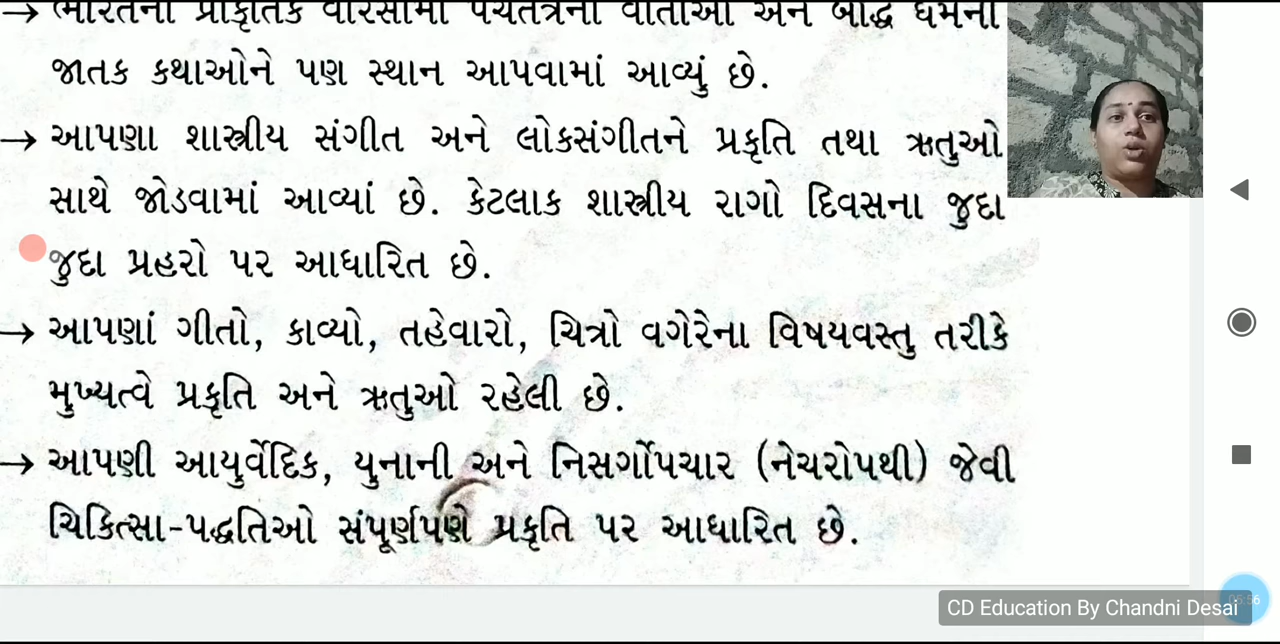 → ભારતના પ્રાકૃતિક વારસામાં પંચતંત્રની વાર્તાઓ અને બૌદ્ધ ધર્મની
જાતક કથાઓને પણ સ્થાન આપવામાં આવ્યું છે.
→ આપણા શાસ્ત્રીય સંગીત અને લોકસંગીતને પ્રકૃતિ તથા ઋતુઓ
સાથે જોડવામાં આવ્યાં છે. કેટલાક શાસ્ત્રીય રાગો દિવસના જુદા
જુદા પ્રહરો પર આધારિત છે.
→ આપણાં ગીતો, કાવ્યો, તહેવારો, ચિત્રો વગેરેના વિષયવસ્તુ તરીકે
મુખ્યત્વે પ્રકૃતિ અને ઋતુઓ રહેલી છે.
→ આપણી આયુર્વેદિક, યુનાની અને નિસર્ગોપચાર (નેચરોપથી) જેવી
ચિકિત્સા-પદ્ધતિઓ સંપૂર્ણપણે પ્રકૃતિ પર આધારિત છે.
CD Education By Chandni Desai
05:56